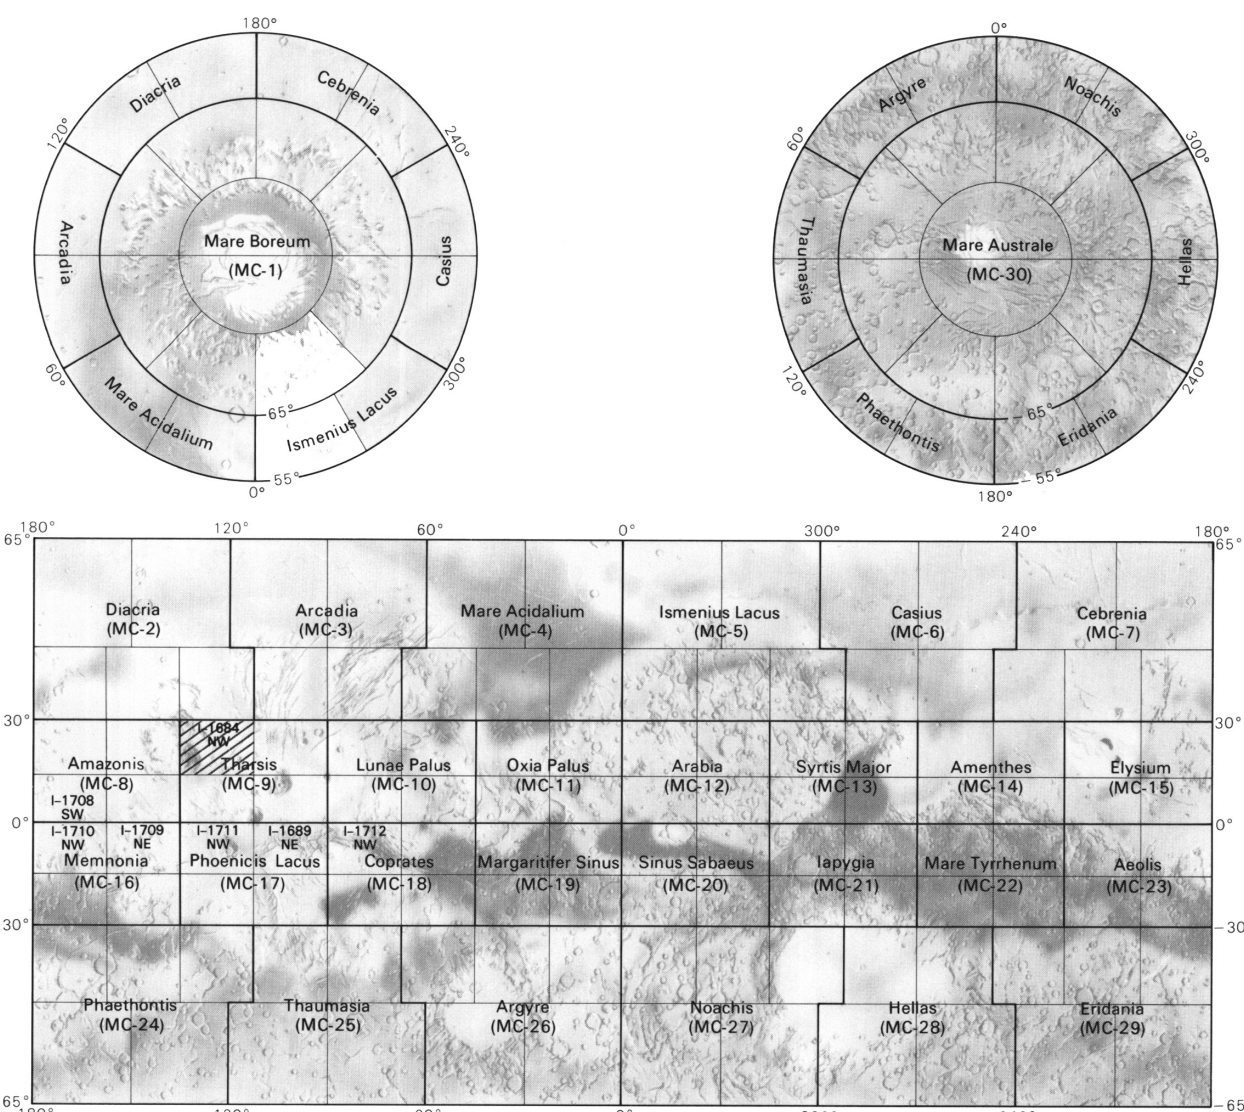 180°
Diacria
Cebrenia
120°
240°
Arcadia
Mare Boreum
(MC-1)
Casius
60°
300°
Mare Acidalium
65°
Ismenius Lacus
55°
0°
0°
Argyre
Noachis
60°
300°
Thaumasia
Mare Australe
(MC-30)
Hellas
120°
240°
Phaethontis
–65°
Eridania
–55°
180°
180° 120° 60° 0° 300° 240° 180°
65° 65°
Diacria Arcadia Mare Acidalium Ismenius Lacus Casius Cebrenia
(MC-2) (MC-3) (MC-4) (MC-5) (MC-6) (MC-7)
30° 30°
I–1684
NW
Amazonis Tharsis Lunae Palus Oxia Palus Arabia Syrtis Major Amenthes Elysium
(MC-8) (MC-9) (MC-10) (MC-11) (MC-12) (MC-13) (MC-14) (MC-15)
I–1708
SW
0° 0°
I–1710 I–1709 I–1711 I–1689 I–1712
NW NE NW NE NW
Memnonia Phoenicis Lacus Coprates Margaritifer Sinus Sinus Sabaeus Iapygia Mare Tyrrhenum Aeolis
(MC-16) (MC-17) (MC-18) (MC-19) (MC-20) (MC-21) (MC-22) (MC-23)
30° –30
Phaethontis Thaumasia Argyre Noachis Hellas Eridania
(MC-24) (MC-25) (MC-26) (MC-27) (MC-28) (MC-29)
65° –65